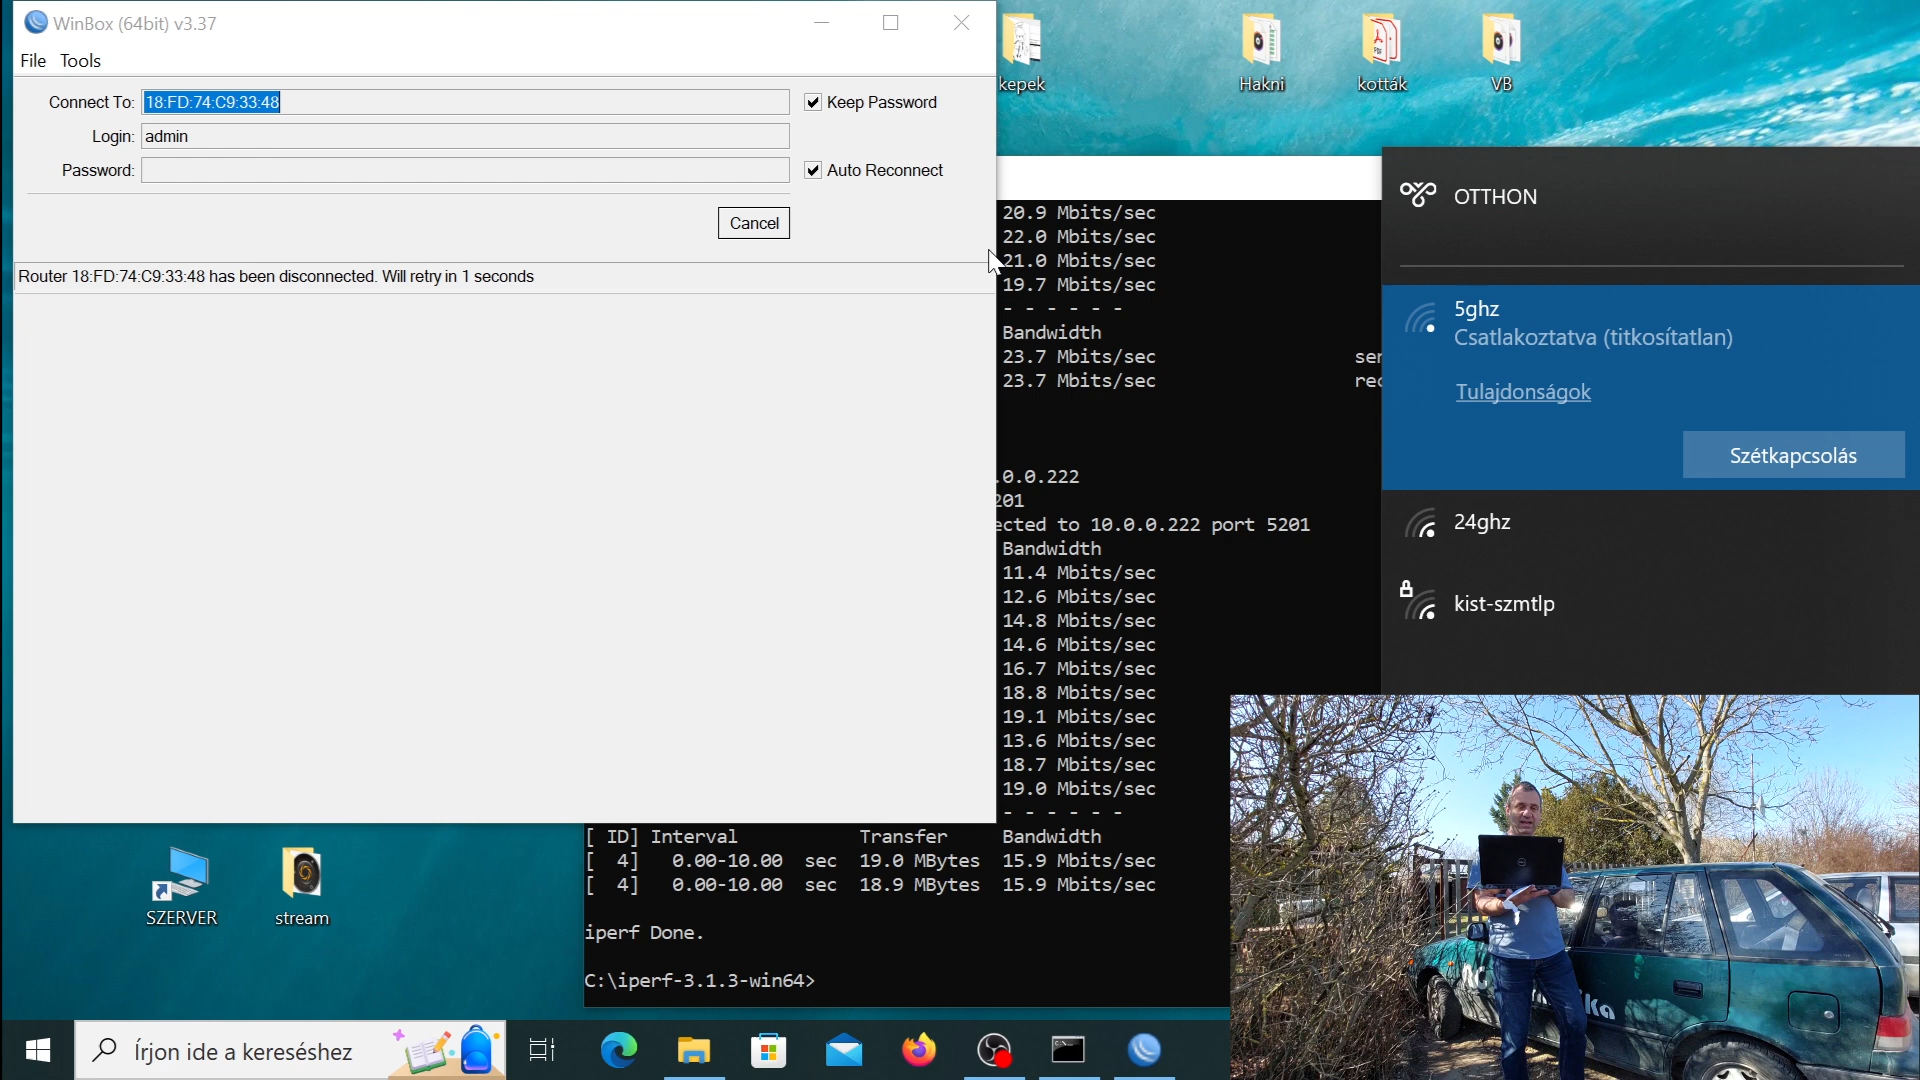 WinBox (64bit) v3.37
File Tools
Connect To: 18:FD:74:C9:33:48
Keep Password
Login: admin
Password:
Auto Reconnect
Cancel
Router 18:FD:74:C9:33:48 has been disconnected. Will retry in 1 seconds
kepek
Hakni
kották
VB
20.9 Mbits/sec
22.0 Mbits/sec
21.0 Mbits/sec
19.7 Mbits/sec
- - - - - -
Bandwidth
23.7 Mbits/sec ser
23.7 Mbits/sec rec
.0.0.222
201
ected to 10.0.0.222 port 5201
Bandwidth
11.4 Mbits/sec
12.6 Mbits/sec
14.8 Mbits/sec
14.6 Mbits/sec
16.7 Mbits/sec
18.8 Mbits/sec
19.1 Mbits/sec
13.6 Mbits/sec
18.7 Mbits/sec
19.0 Mbits/sec
- - - - - -
[ ID] Interval Transfer Bandwidth
[ 4] 0.00-10.00 sec 19.0 MBytes 15.9 Mbits/sec
[ 4] 0.00-10.00 sec 18.9 MBytes 15.9 Mbits/sec
iperf Done.
C:\iperf-3.1.3-win64>
OTTHON
5ghz
Csatlakoztatva (titkosítatlan)
Tulajdonságok
Szétkapcsolás
24ghz
kist-szmtlp
SZERVER
stream
Írjon ide a kereséshez